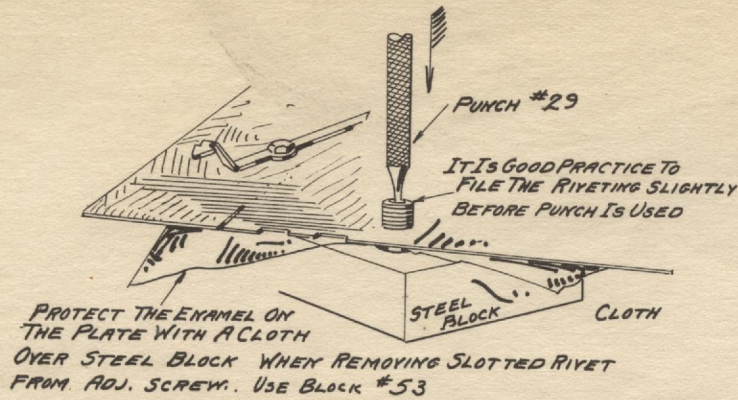 PUNCH #29
IT IS GOOD PRACTICE TO
FILE THE RIVETING SLIGHTLY
BEFORE PUNCH IS USED
STEEL
BLOCK
CLOTH
PROTECT THE ENAMEL ON
THE PLATE WITH A CLOTH
OVER STEEL BLOCK WHEN REMOVING SLOTTED RIVET
FROM ADJ. SCREW.. USE BLOCK #53